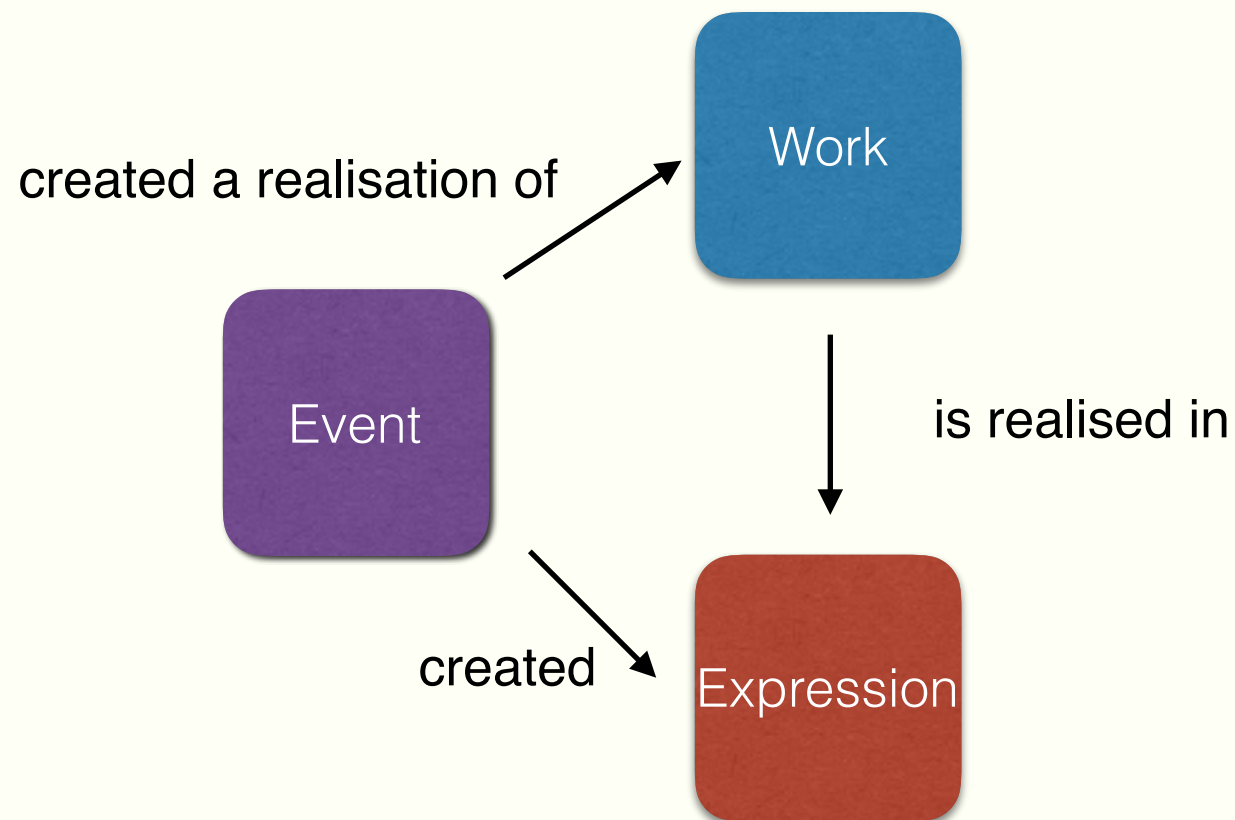 Work
created a realisation of
Event
is realised in
created
Expression